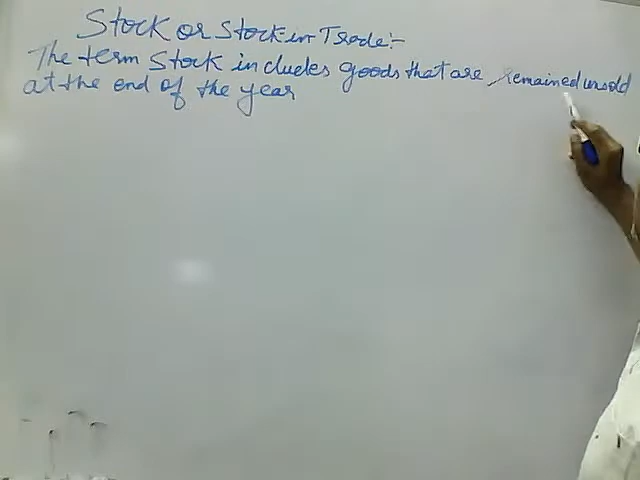 Stock or Stock in Trade:-
The term Stock includes goods that are remained unsold
at the end of the year